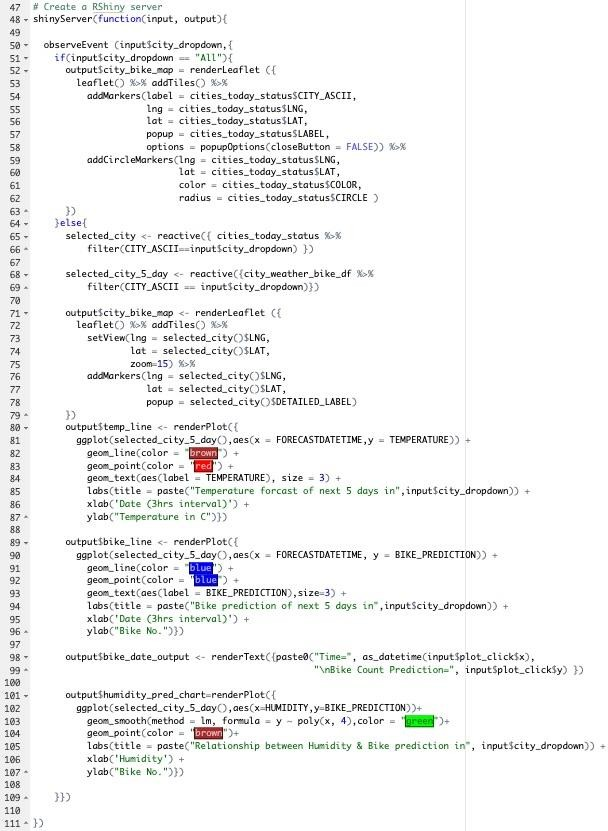 47 # Create a RShiny server
48 shinyServer(function(input, output){
49
50 observeEvent (input$city_dropdown,{
51 if(input$city_dropdown == "All"){
52 output$city_bike_map = renderLeaflet ({
53 leaflet() %>% addTiles() %>%
54 addMarkers(label = cities_today_status$CITY_ASCII,
55 lng = cities_today_status$LNG,
56 lat = cities_today_status$LAT,
57 popup = cities_today_status$LABEL,
58 options = popupOptions(closeButton = FALSE)) %>%
59 addCircleMarkers(lng = cities_today_status$LNG,
60 lat = cities_today_status$LAT,
61 color = cities_today_status$COLOR,
62 radius = cities_today_status$CIRCLE )
63 })
64 }else{
65 selected_city <- reactive({ cities_today_status %>%
66 filter(CITY_ASCII==input$city_dropdown) })
67
68 selected_city_5_day <- reactive({city_weather_bike_df %>%
69 filter(CITY_ASCII == input$city_dropdown)})
70
71 output$city_bike_map <- renderLeaflet ({
72 leaflet() %>% addTiles() %>%
73 setView(lng = selected_city()$LNG,
74 lat = selected_city()$LAT,
75 zoom=15) %>%
76 addMarkers(lng = selected_city()$LNG,
77 lat = selected_city()$LAT,
78 popup = selected_city()$DETAILED_LABEL)
79 })
80 output$temp_line <- renderPlot({
81 ggplot(selected_city_5_day(),aes(x = FORECASTDATETIME,y = TEMPERATURE)) +
82 geom_line(color = "brown") +
83 geom_point(color = "red") +
84 geom_text(aes(label = TEMPERATURE), size = 3) +
85 labs(title = paste("Temperature forcast of next 5 days in",input$city_dropdown)) +
86 xlab('Date (3hrs interval)') +
87 ylab("Temperature in C")})
88
89 output$bike_line <- renderPlot({
90 ggplot(selected_city_5_day(),aes(x = FORECASTDATETIME, y = BIKE_PREDICTION)) +
91 geom_line(color = "blue") +
92 geom_point(color = "blue") +
93 geom_text(aes(label = BIKE_PREDICTION),size=3) +
94 labs(title = paste("Bike prediction of next 5 days in",input$city_dropdown)) +
95 xlab('Date (3hrs interval)') +
96 ylab("Bike No.")})
97
98 output$bike_date_output <- renderText({paste0("Time=", as_datetime(input$plot_click$x),
99 "\nBike Count Prediction=", input$plot_click$y) })
100
101 output$humidity_pred_chart=renderPlot({
102 ggplot(selected_city_5_day(),aes(x=HUMIDITY,y=BIKE_PREDICTION))+
103 geom_smooth(method = lm, formula = y ~ poly(x, 4),color = "green")+
104 geom_point(color = "brown")+
105 labs(title = paste("Relationship between Humidity & Bike prediction in", input$city_dropdown)) +
106 xlab('Humidity') +
107 ylab("Bike No.")})
108
109 }})
110
111 })